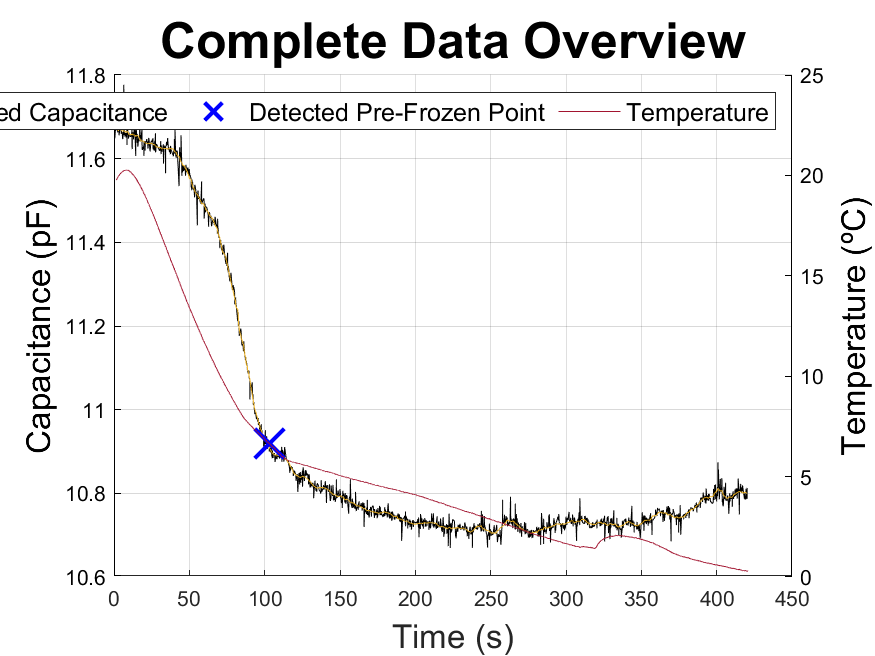 Complete Data Overview
ed Capacitance Detected Pre-Frozen Point Temperature
Capacitance (pF)
11.8
11.6
11.4
11.2
11
10.8
10.6
Temperature (ºC)
25
20
15
10
5
0
0 50 100 150 200 250 300 350 400 450
Time (s)